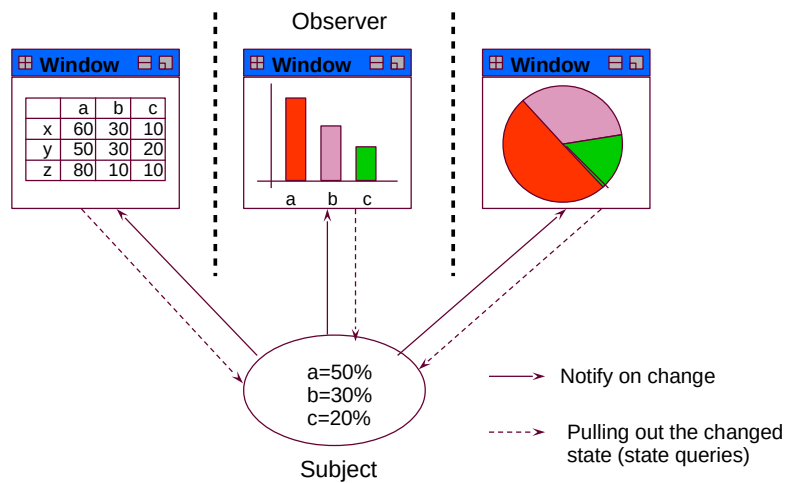 Observer
Window
a b c
x 60 30 10
y 50 30 20
z 80 10 10
Window
a b c
Window
a=50%
b=30%
c=20%
Subject
Notify on change
Pulling out the changed
state (state queries)